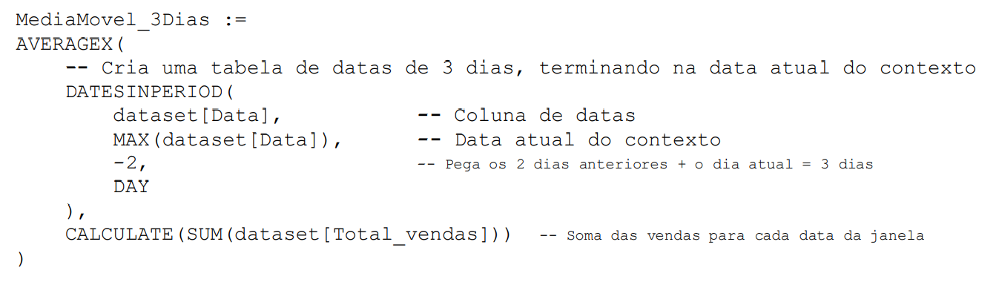 MediaMovel_3Dias :=
AVERAGEX(
    -- Cria uma tabela de datas de 3 dias, terminando na data atual do contexto
    DATESINPERIOD(
        dataset[Data],            -- Coluna de datas
        MAX(dataset[Data]),       -- Data atual do contexto
        -2,                       -- Pega os 2 dias anteriores + o dia atual = 3 dias
        DAY
    ),
    CALCULATE(SUM(dataset[Total_vendas]))   -- Soma das vendas para cada data da janela
)